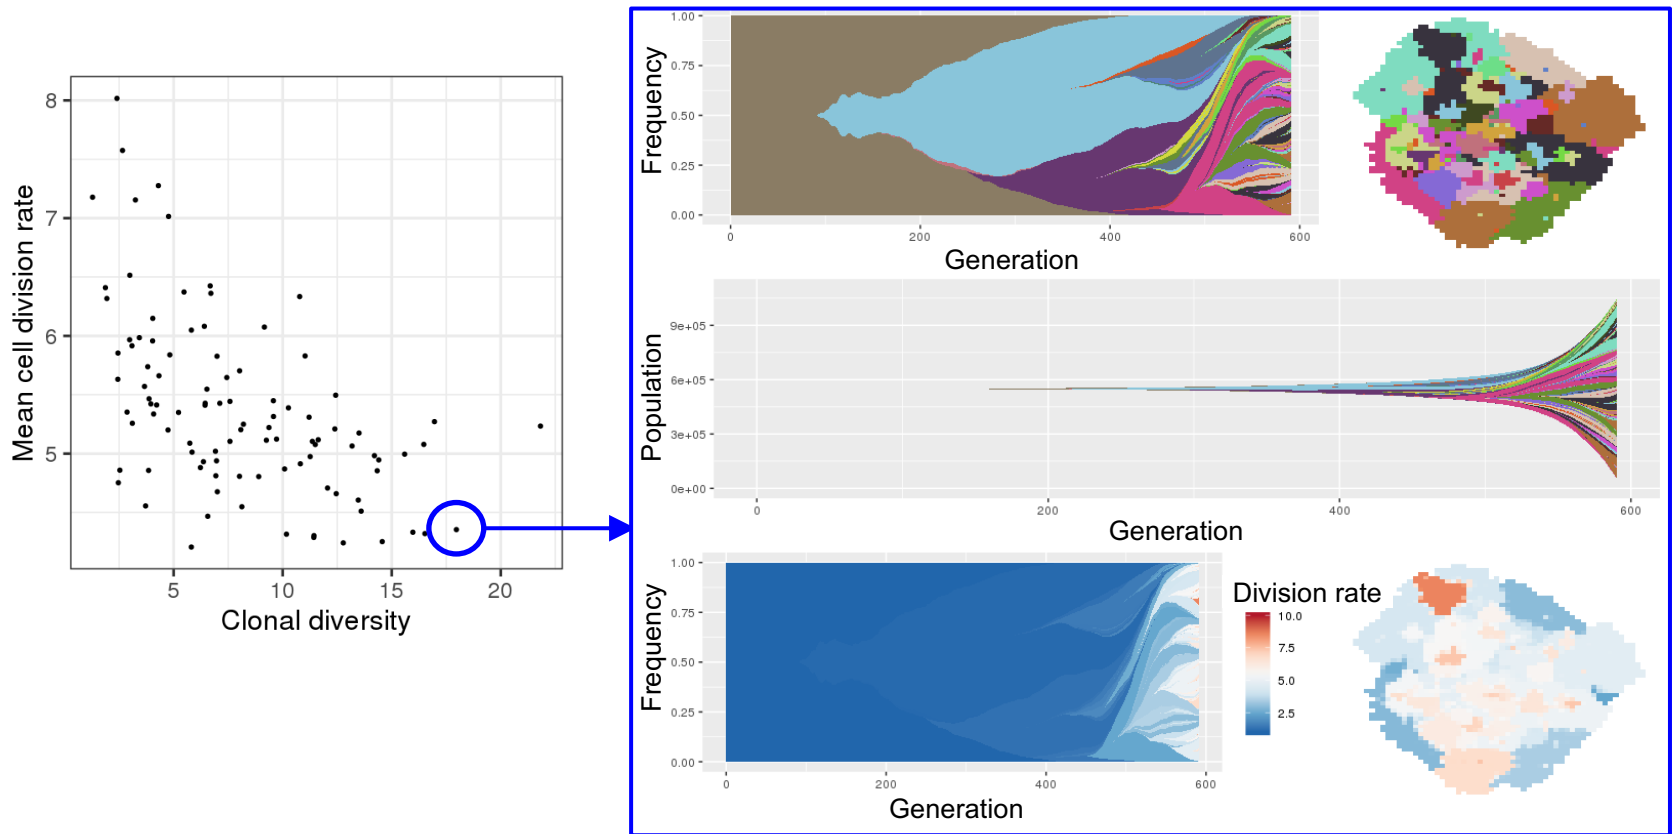 8
7
6
5
Mean cell division rate
5 10 15 20
Clonal diversity
1.00
0.75
0.50
0.25
0.00
Frequency
0 200 400 600
Generation
9e+05
6e+05
3e+05
0e+00
Population
0 200 400 600
Generation
1.00
0.75
0.50
0.25
0.00
Frequency
0 200 400 600
Generation
Division rate
10.0
7.5
5.0
2.5